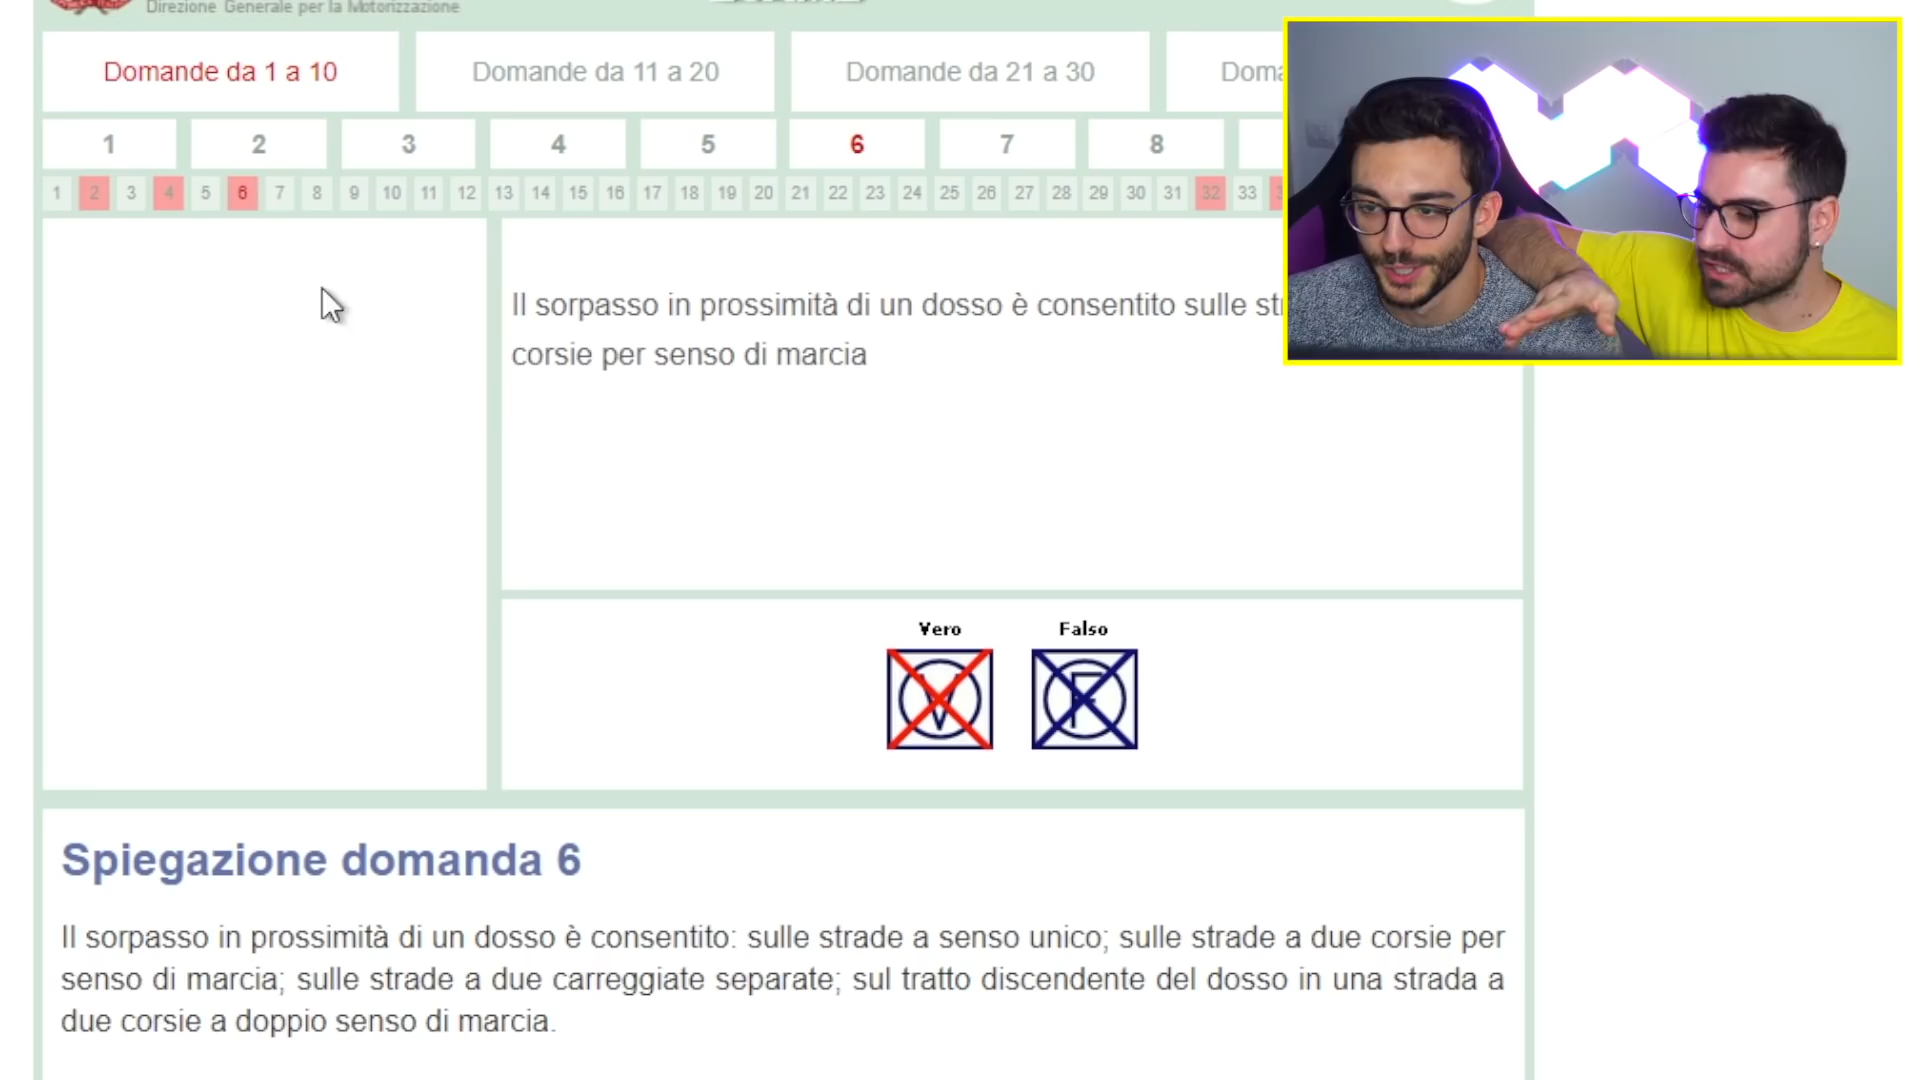 Direzione Generale per la Motorizzazione
Domande da 1 a 10
Domande da 11 a 20
Domande da 21 a 30
1 2 3 4 5 6 7 8
1 2 3 4 5 6 7 8 9 10 11 12 13 14 15 16 17 18 19 20 21 22 23 24 25 26 27 28 29 30 31 32 33
Il sorpasso in prossimità di un dosso è consentito sulle
corsie per senso di marcia
Vero
Falso
V
F
Spiegazione domanda 6
Il sorpasso in prossimità di un dosso è consentito: sulle strade a senso unico; sulle strade a due corsie per
senso di marcia; sulle strade a due carreggiate separate; sul tratto discendente del dosso in una strada a
due corsie a doppio senso di marcia.